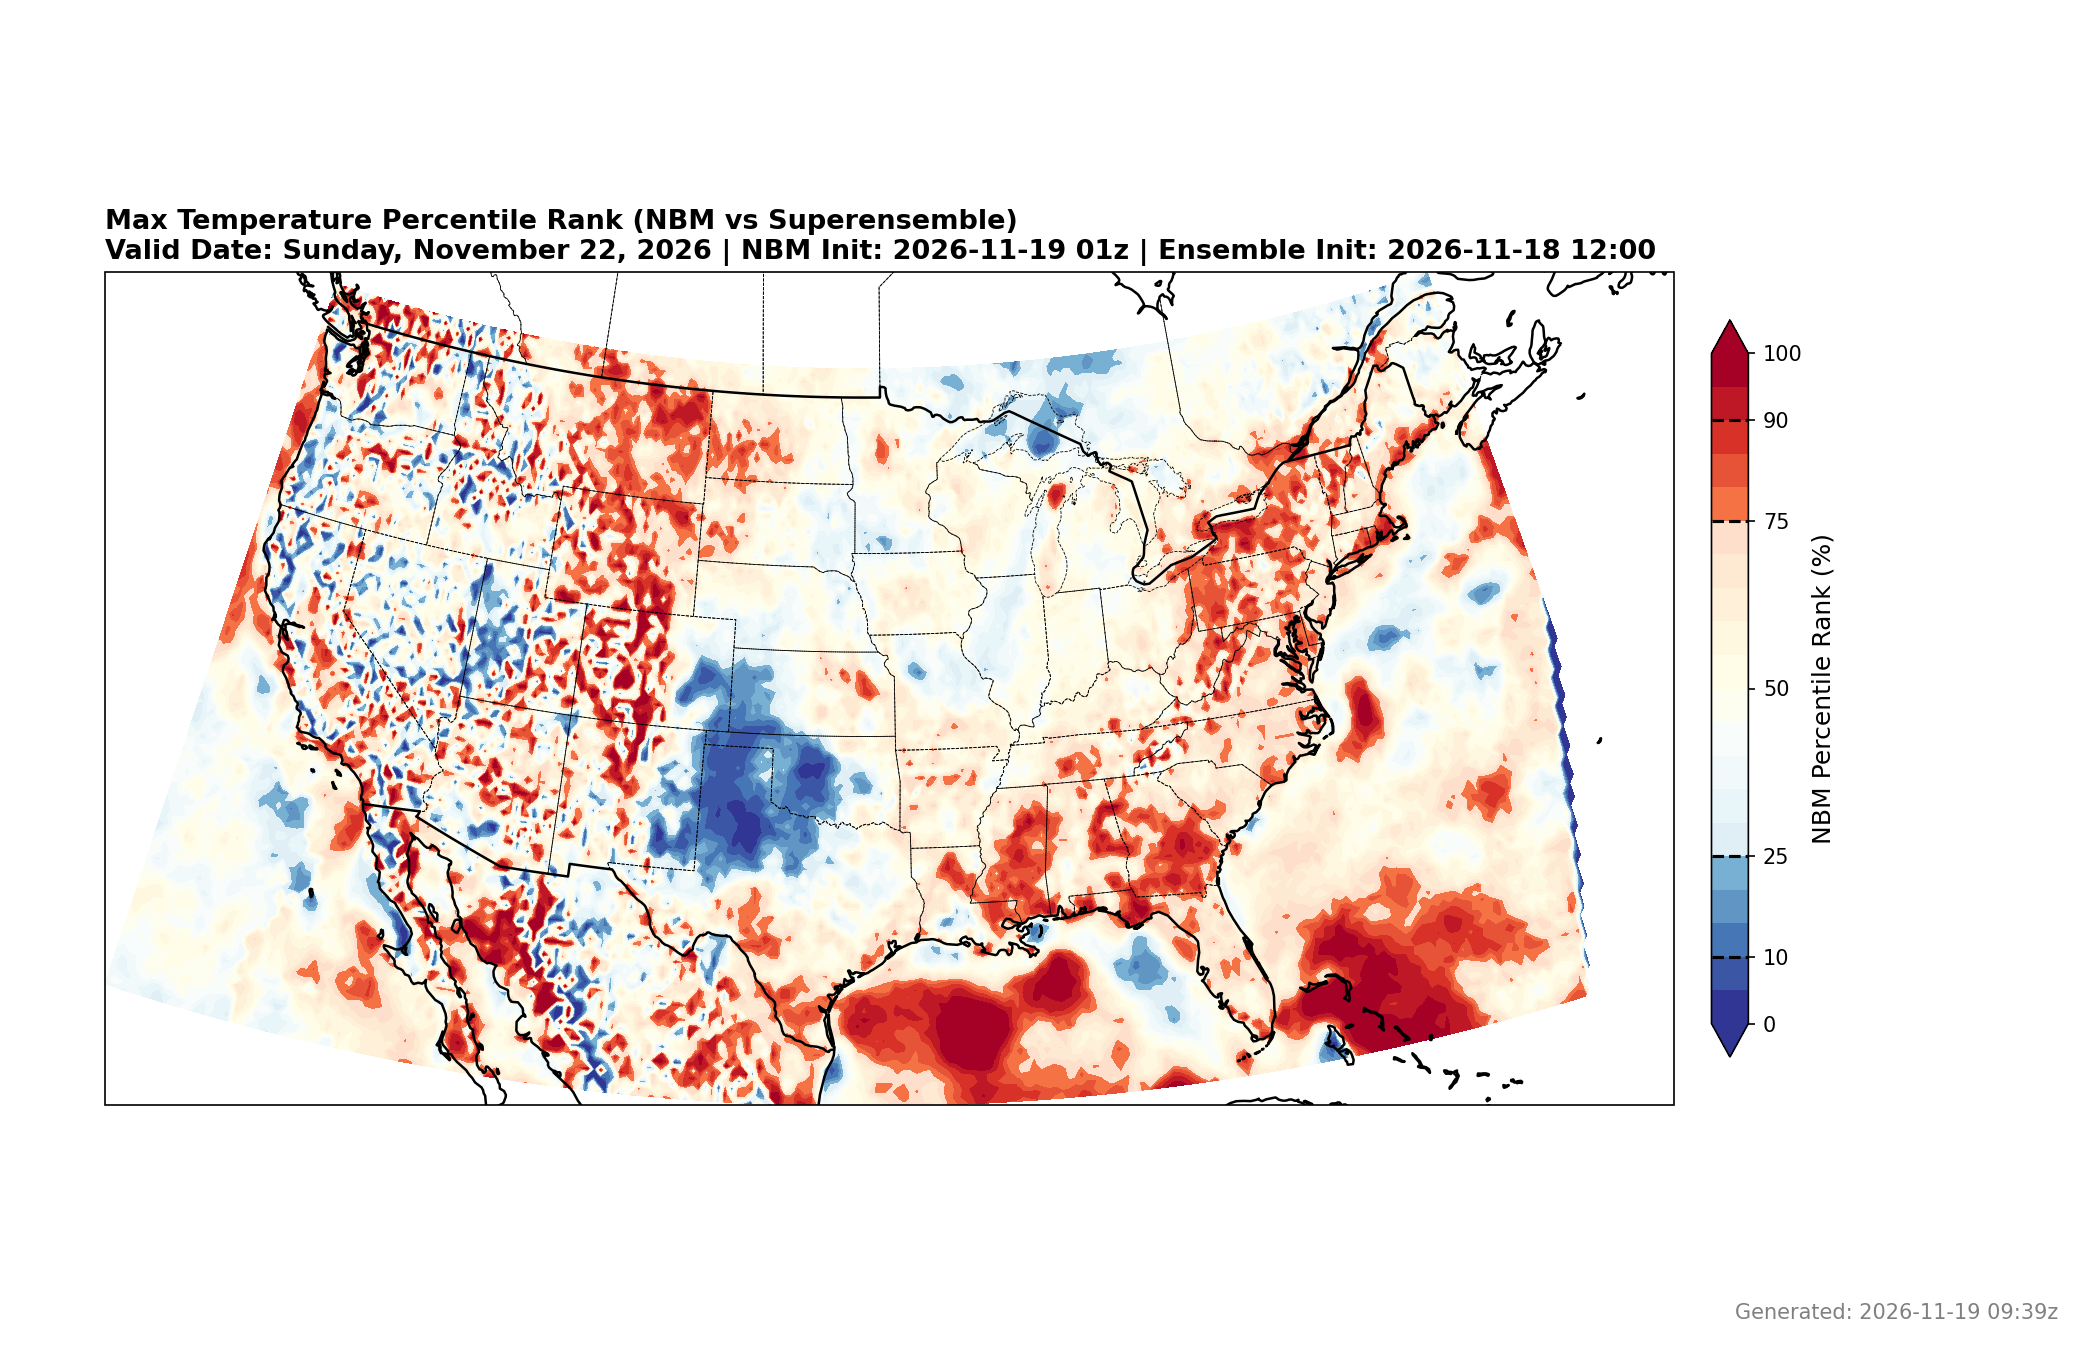 Max Temperature Percentile Rank (NBM vs Superensemble)
Valid Date: Sunday, November 22, 2026 | NBM Init: 2026-11-19 01z | Ensemble Init: 2026-11-18 12:00
100
90
75
50
25
10
0
NBM Percentile Rank (%)
Generated: 2026-11-19 09:39z